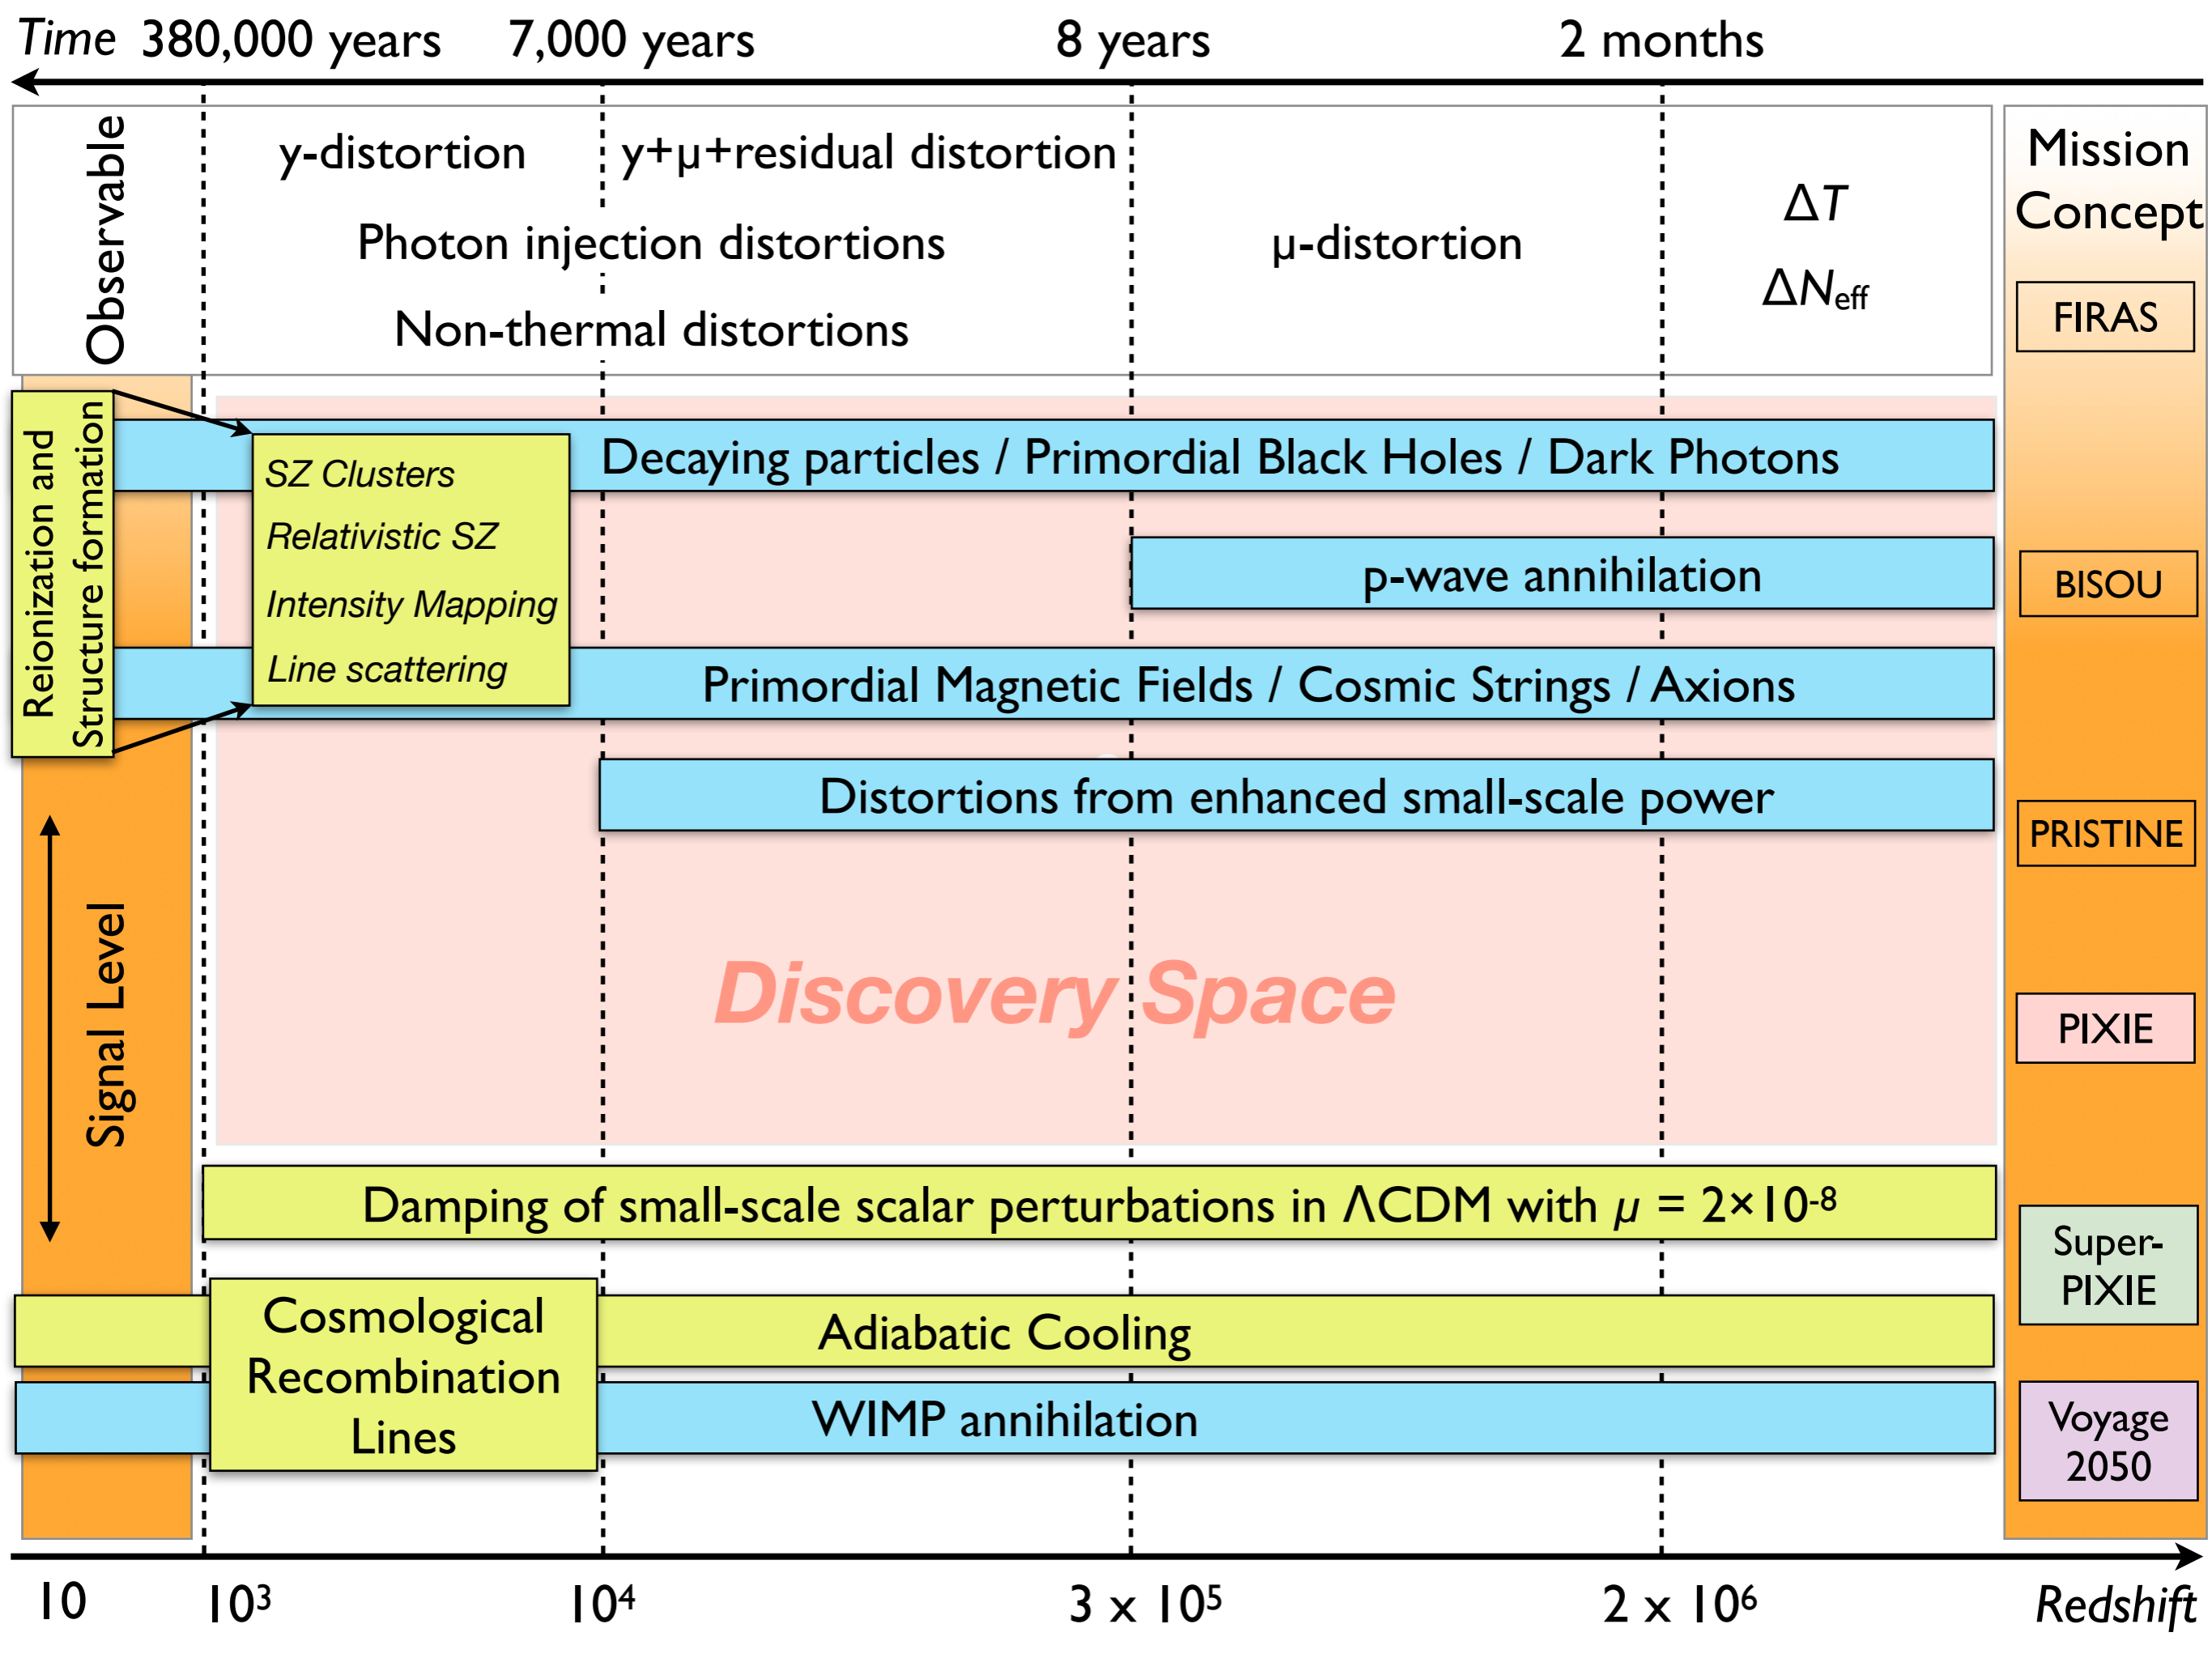 Time 380,000 years 7,000 years 8 years 2 months
Observable
y-distortion
y+μ+residual distortion
Photon injection distortions
Non-thermal distortions
μ-distortion
ΔT
ΔNeff
Mission
Concept
FIRAS
BISOU
PRISTINE
PIXIE
Super-
PIXIE
Voyage
2050
Reionization and
Structure formation
SZ Clusters
Relativistic SZ
Intensity Mapping
Line scattering
Decaying particles / Primordial Black Holes / Dark Photons
p-wave annihilation
Primordial Magnetic Fields / Cosmic Strings / Axions
Distortions from enhanced small-scale power
Signal Level
Discovery Space
Damping of small-scale scalar perturbations in ΛCDM with μ = 2×10⁻⁸
Cosmological
Recombination
Lines
Adiabatic Cooling
WIMP annihilation
10 10³ 10⁴ 3 x 10⁵ 2 x 10⁶ Redshift